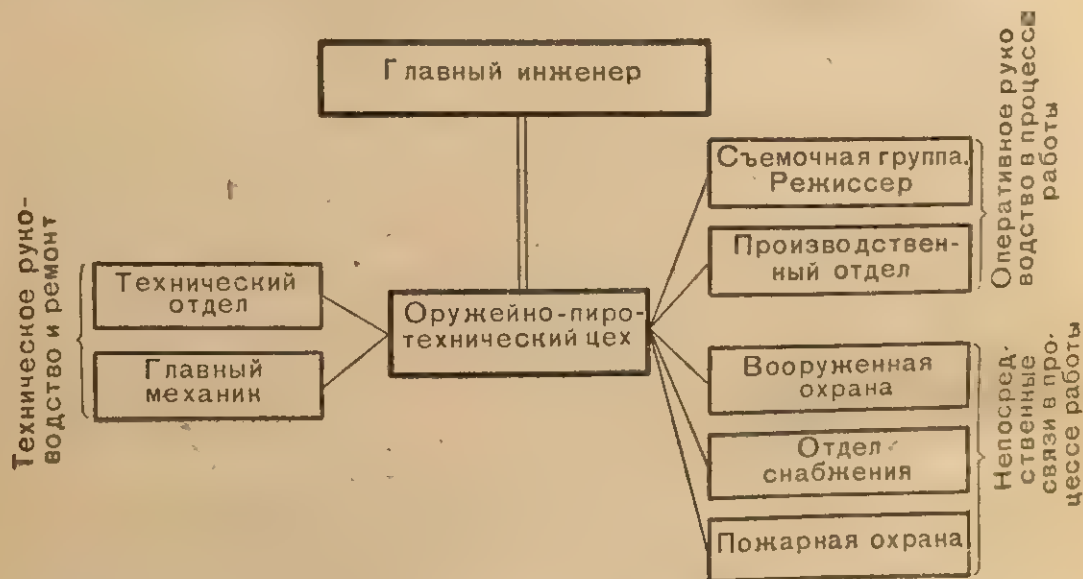 Главный инженер
Техническое руко-
водство и ремонт
Технический
отдел
Главный
механик
Оружейно-пиро-
технический цех
Съемочная группа.
Режиссер
Производствен-
ный отдел
Оперативное руко
водство в процессе
работы
Вооруженная
охрана
Отдел
снабжения
Пожарная охрана
Непосред-
ственные
связи в про-
цессе работы